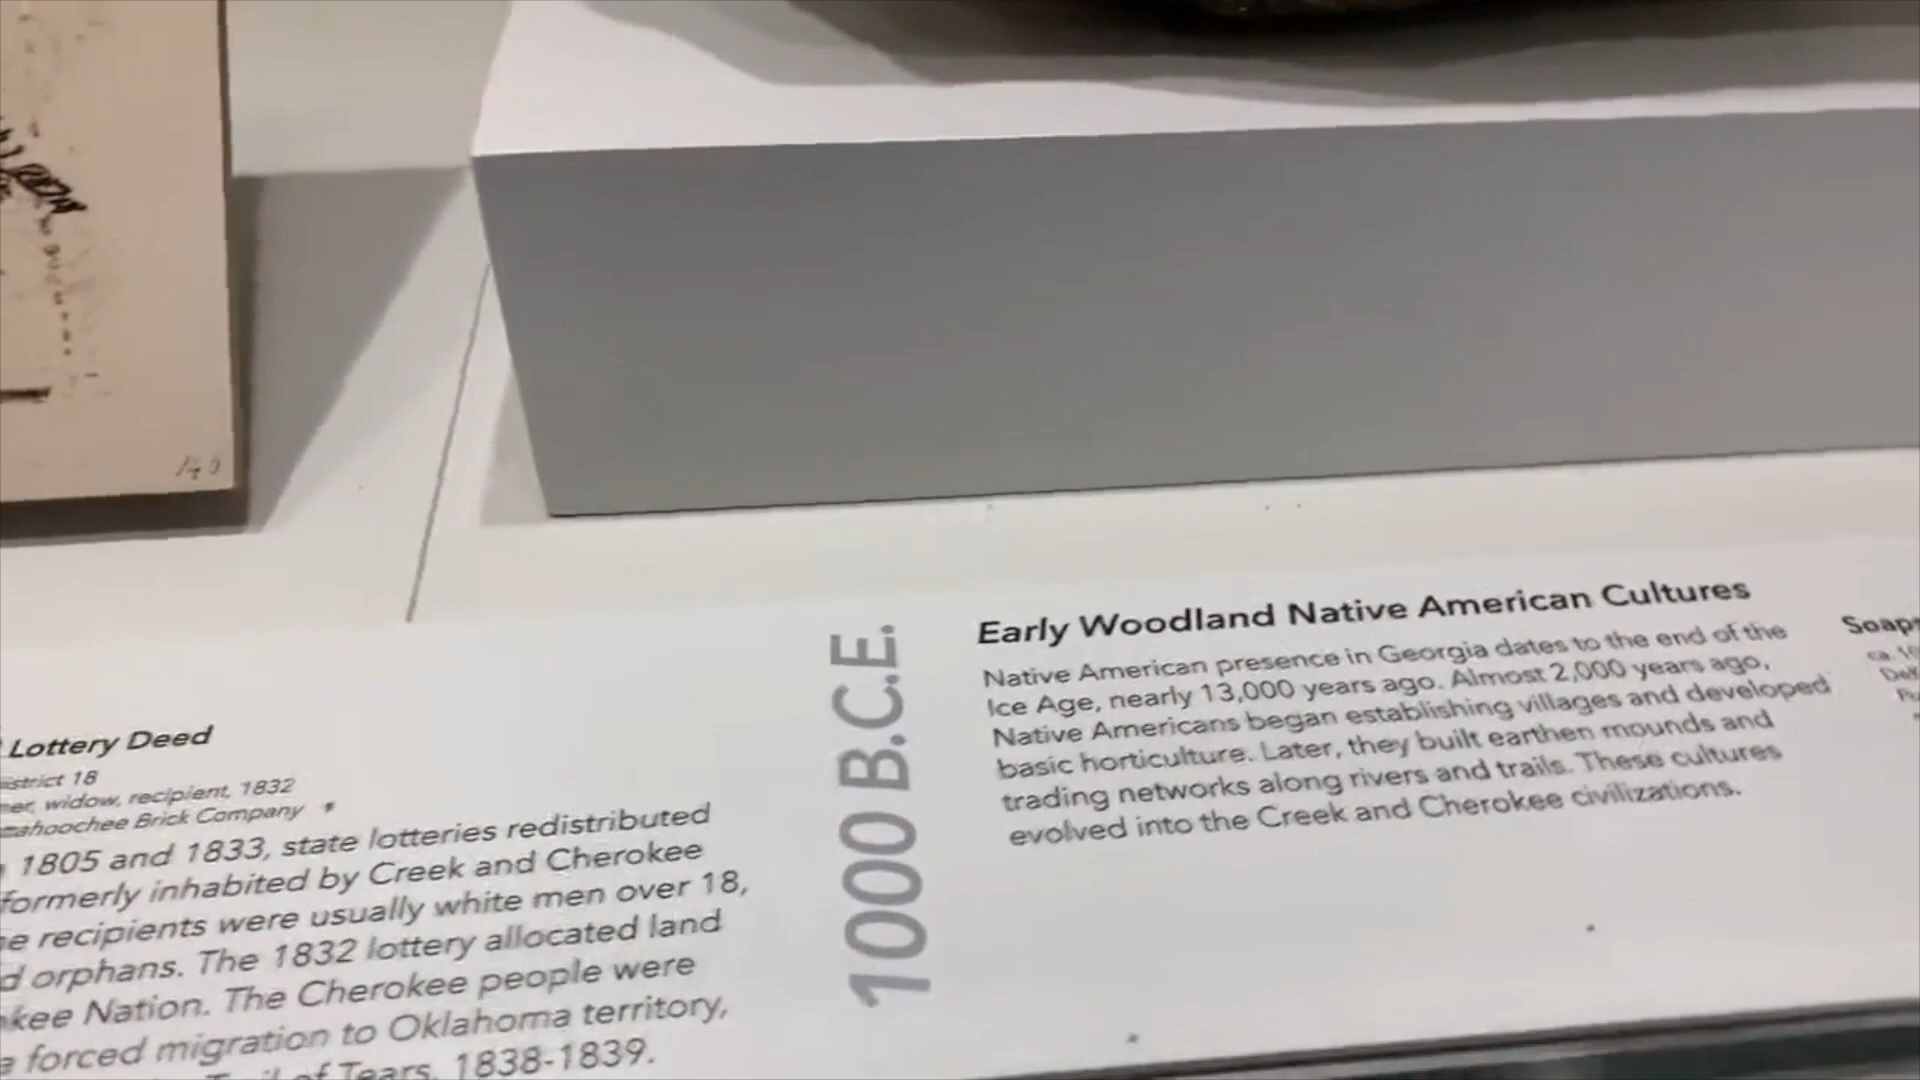 140
Lottery Deed
District 18
widow, recipient, 1832
Brick Company
1805 and 1833, state lotteries redistributed
formerly inhabited by Creek and Cherokee
recipients were usually white men over 18,
orphans. The 1832 lottery allocated land
Nation. The Cherokee people were
forced migration to Oklahoma territory,
of Tears, 1838-1839.
1000 B.C.E.
Early Woodland Native American Cultures
Native American presence in Georgia dates to the end of the
Ice Age, nearly 13,000 years ago. Almost 2,000 years ago,
Native Americans began establishing villages and developed
basic horticulture. Later, they built earthen mounds and
trading networks along rivers and trails. These cultures
evolved into the Creek and Cherokee civilizations.
Soap
ca.